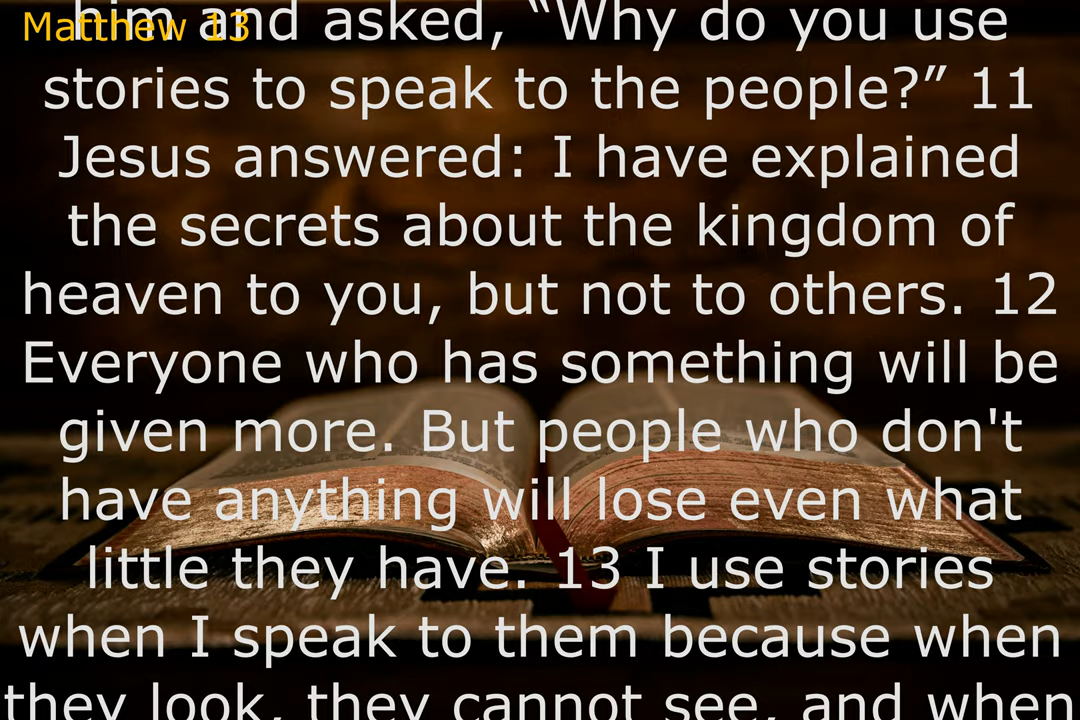 Matthew 13
him and asked, “Why do you use
stories to speak to the people?” 11
Jesus answered: I have explained
the secrets about the kingdom of
heaven to you, but not to others. 12
Everyone who has something will be
given more. But people who don't
have anything will lose even what
little they have. 13 I use stories
when I speak to them because when
they look, they cannot see, and when